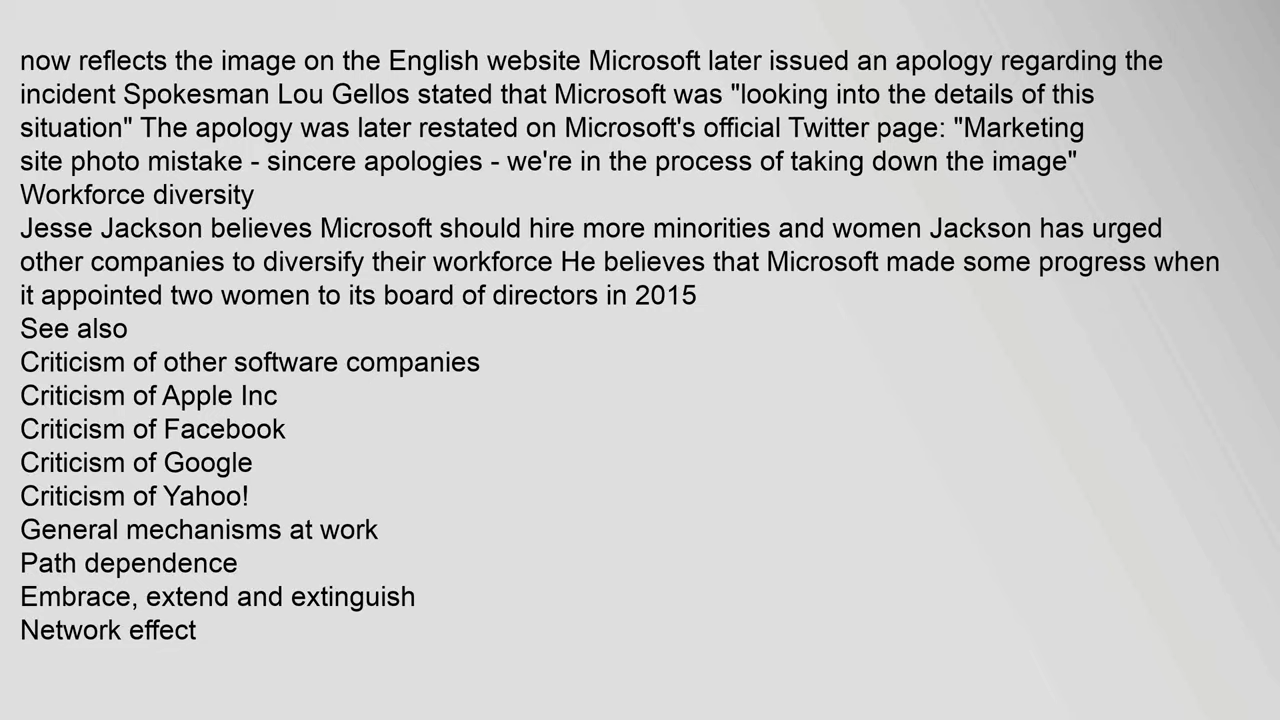 now reflects the image on the English website Microsoft later issued an apology regarding the
incident Spokesman Lou Gellos stated that Microsoft was "looking into the details of this
situation" The apology was later restated on Microsoft's official Twitter page: "Marketing
site photo mistake - sincere apologies - we're in the process of taking down the image"
Workforce diversity
Jesse Jackson believes Microsoft should hire more minorities and women Jackson has urged
other companies to diversify their workforce He believes that Microsoft made some progress when
it appointed two women to its board of directors in 2015
See also
Criticism of other software companies
Criticism of Apple Inc
Criticism of Facebook
Criticism of Google
Criticism of Yahoo!
General mechanisms at work
Path dependence
Embrace, extend and extinguish
Network effect